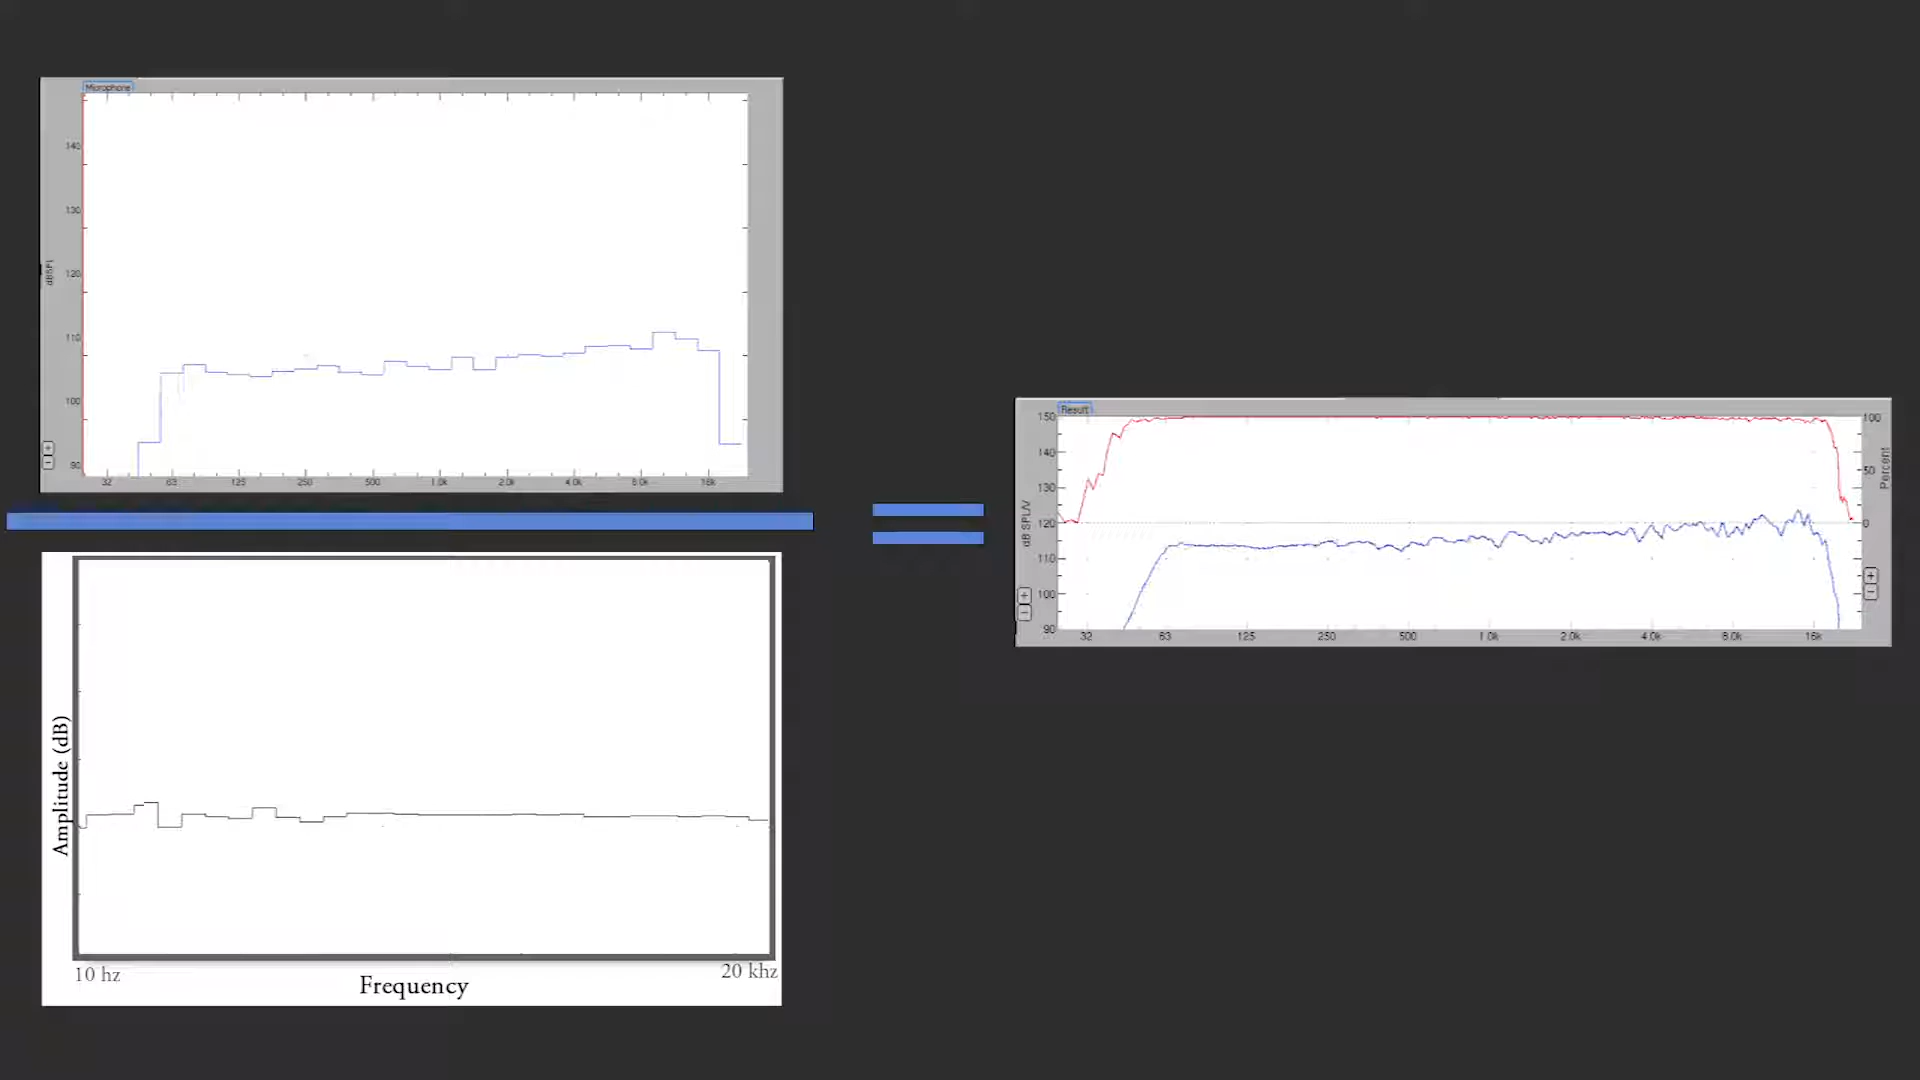 Microphone
140
130
120
110
100
90
dBSPL
+
-
32 63 125 250 500 1.0k 2.0k 4.0k 8.0k 16k
Amplitude (dB)
10 hz
20 khz
Frequency
Result
150
140
130
120
110
100
90
dB SPL/V
+
-
100
50
0
Percent
+
-
32 63 125 250 500 1.0k 2.0k 4.0k 8.0k 16k